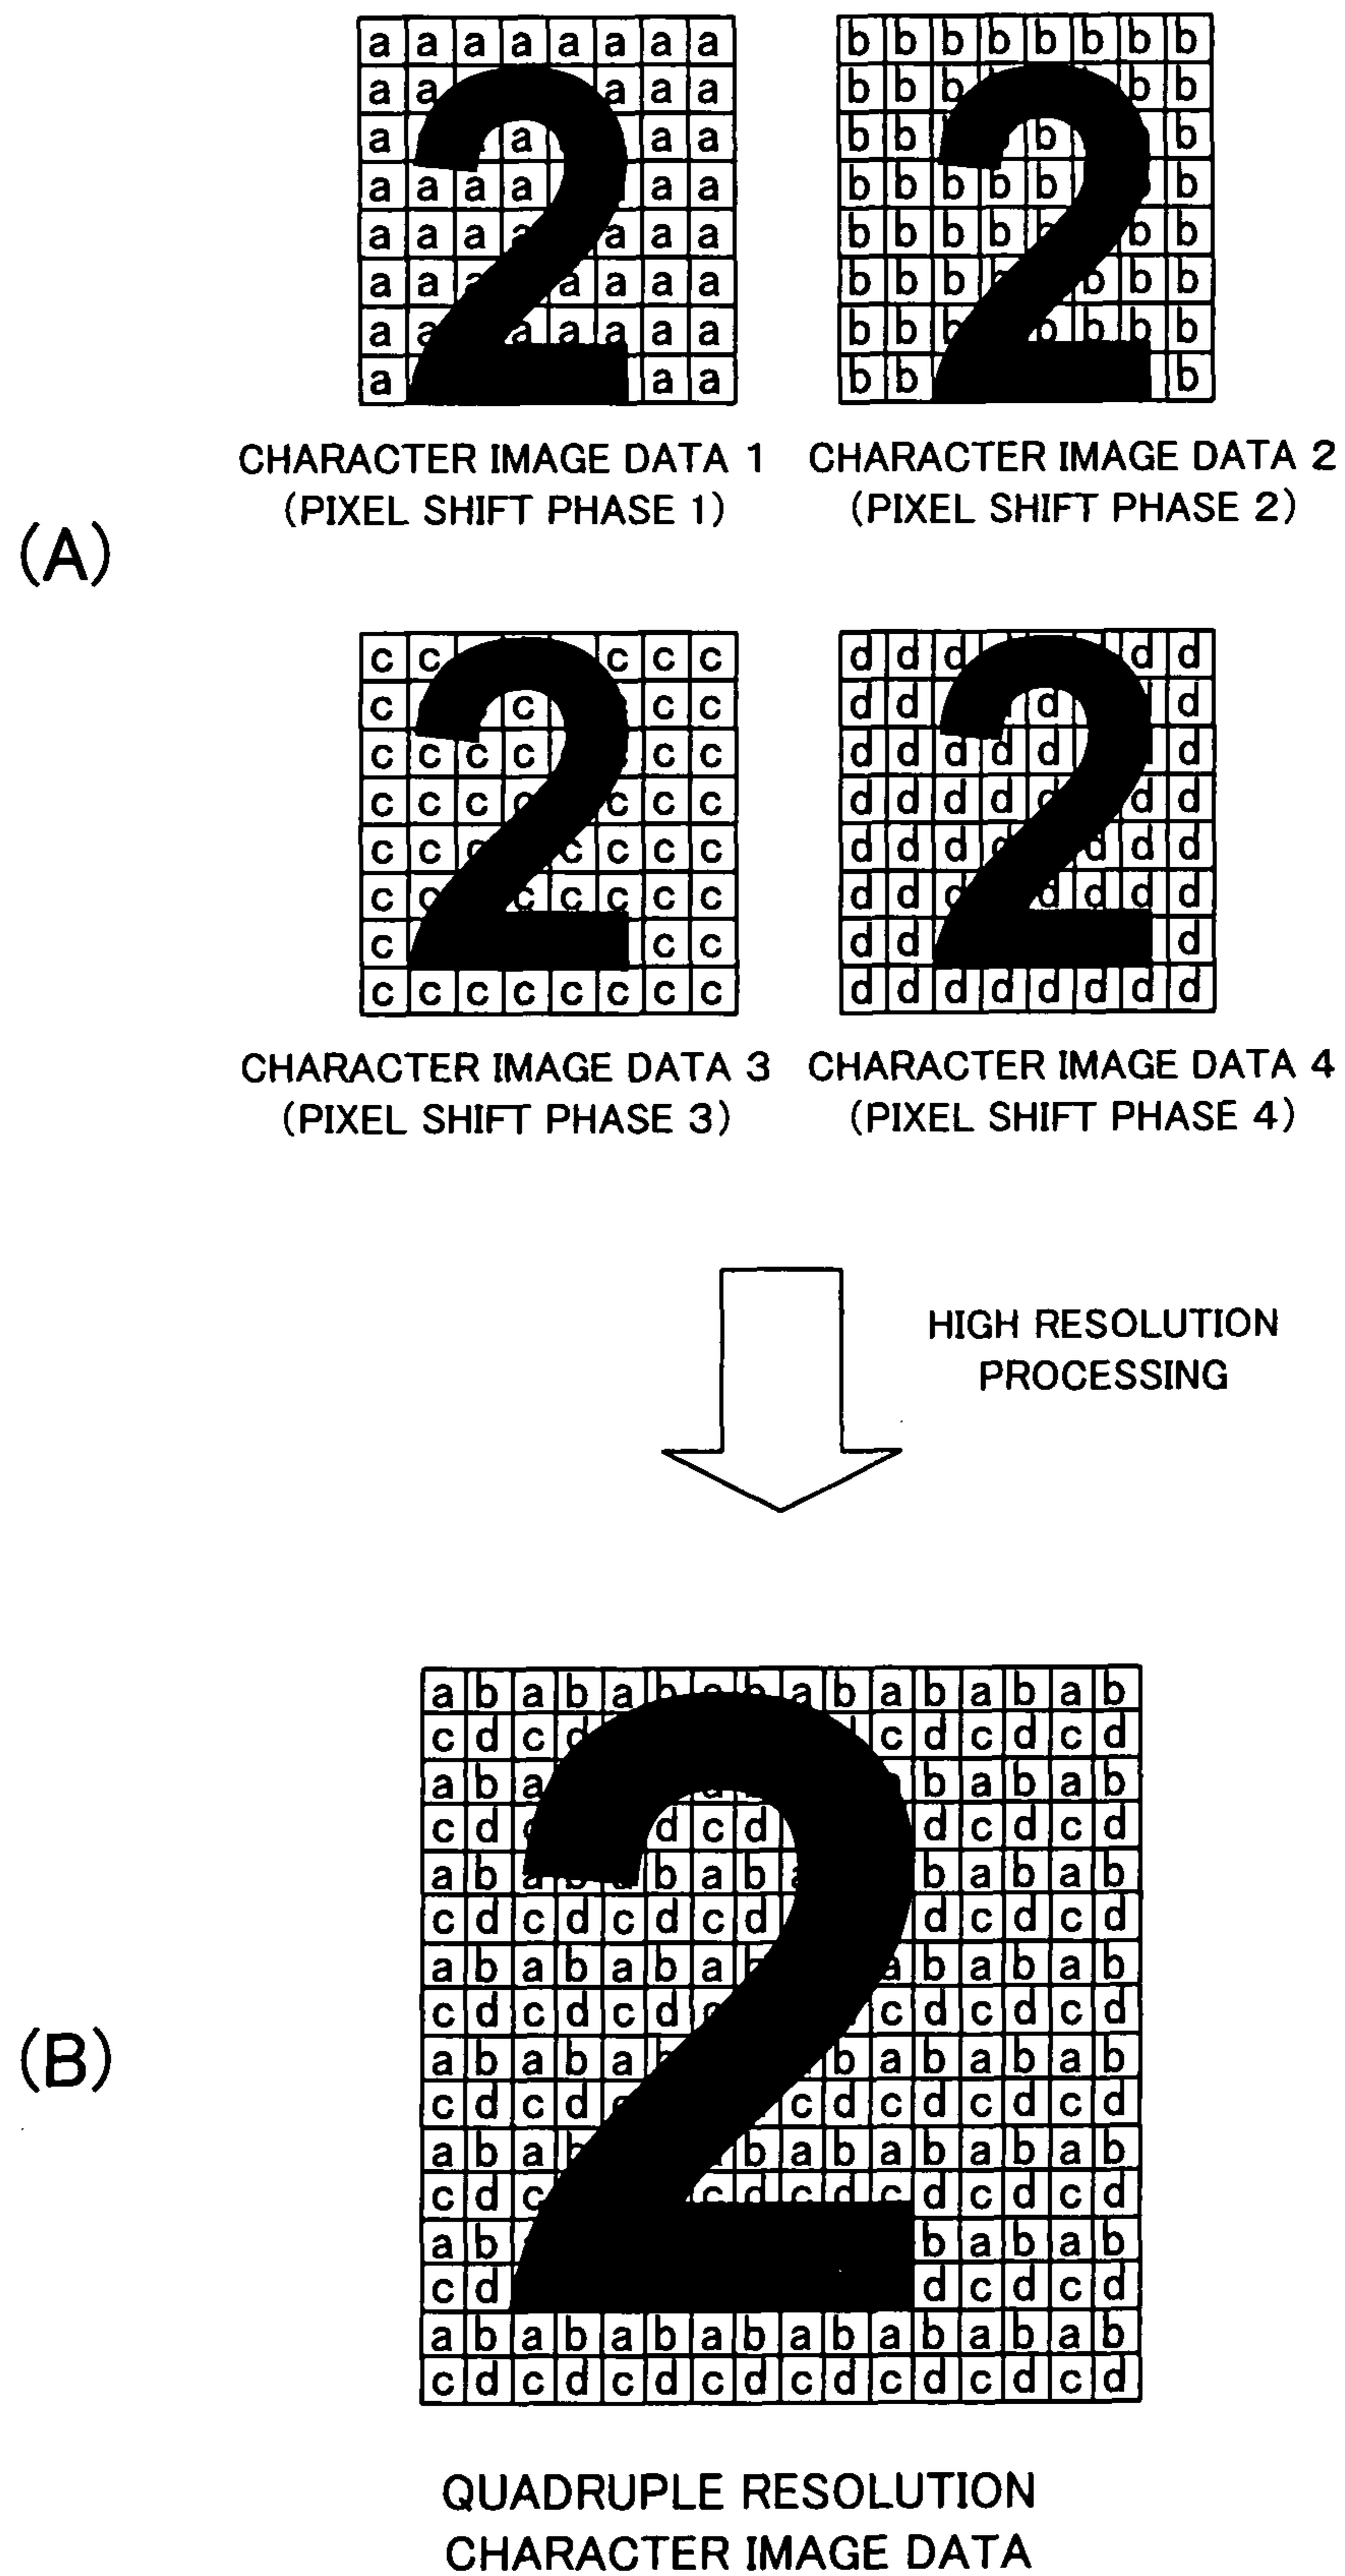 a a a a a a a a
a a a a a
a a a a
a a a a a a
a a a a a a
a a a a a a
a a a a a a
a a a
CHARACTER IMAGE DATA 1
(PIXEL SHIFT PHASE 1)
b b b b b b b b
b b b b b
b b b b
b b b b b b
b b b b b b
b b b b b b
b b b b b b
b b b
CHARACTER IMAGE DATA 2
(PIXEL SHIFT PHASE 2)
(A)
c c c c c
c c c c
c c c c c c
c c c c c c
c c c c c c
c c c c c c
c c c
c c c c c c c c
CHARACTER IMAGE DATA 3
(PIXEL SHIFT PHASE 3)
d d d d d
d d d d
d d d d d d
d d d d d d
d d d d d d
d d d d d d
d d d
d d d d d d d d
CHARACTER IMAGE DATA 4
(PIXEL SHIFT PHASE 4)
HIGH RESOLUTION
PROCESSING
a b a b a a b a b a b a b
c d c d c d c d c d
a b a b a b a b
c d d c d d c d c d
a b b a b b a b a b
c d c d c d c d d c d c d
a b a b a b a a b a b a b
c d c d c d c d c d c d
a b a b a b a b a b a b
c d c d c d c d c d c d
a b a b a b a b a b a b
c d c c d c d c d c d c d
a b b a b a b
c d d c d c d
a b a b a b a b a b a b a b a b
c d c d c d c d c d c d c d c d
(B)
QUADRUPLE RESOLUTION
CHARACTER IMAGE DATA